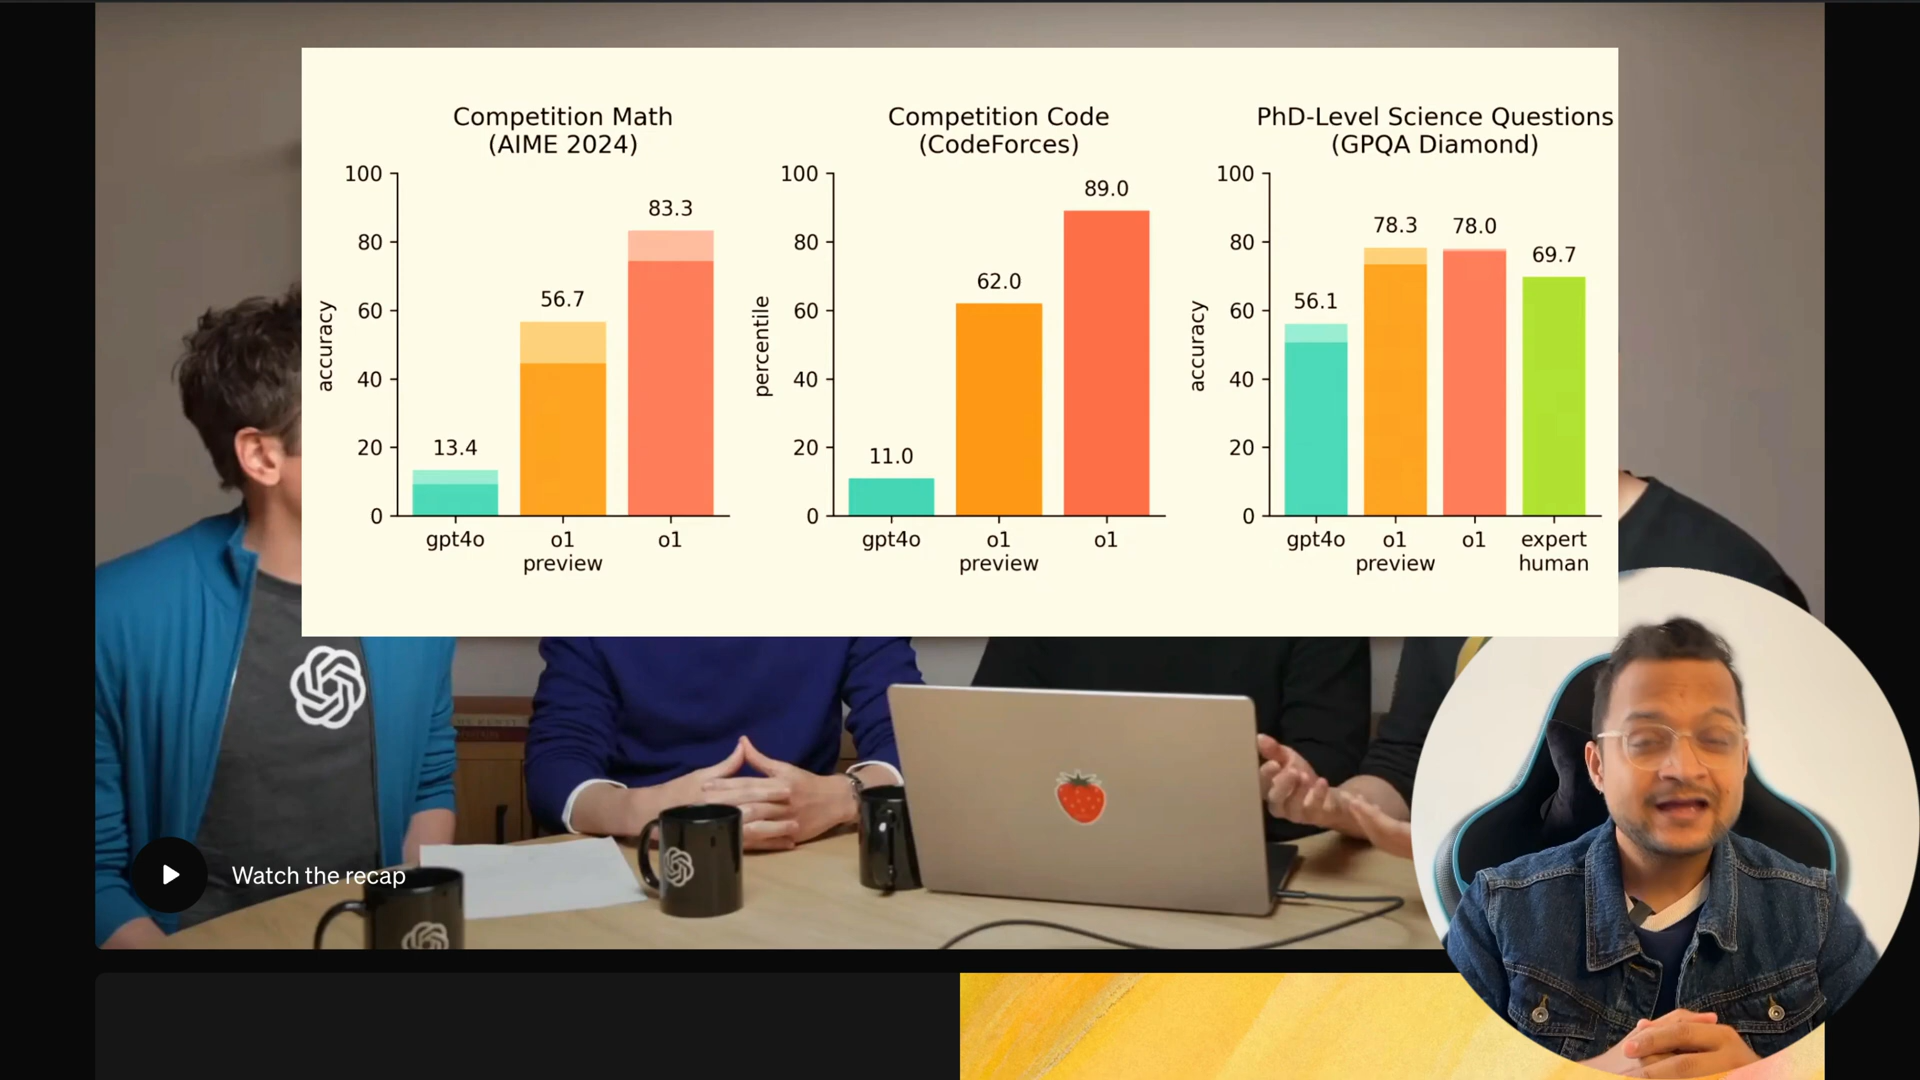 Competition Math
(AIME 2024)
100
80
60
40
20
0
accuracy
13.4
56.7
83.3
gpt4o
o1
preview
o1
Competition Code
(CodeForces)
100
80
60
40
20
0
percentile
11.0
62.0
89.0
gpt4o
o1
preview
o1
PhD-Level Science Questions
(GPQA Diamond)
100
80
60
40
20
0
accuracy
56.1
78.3
78.0
69.7
gpt4o
o1
preview
o1
expert
human
Watch the recap